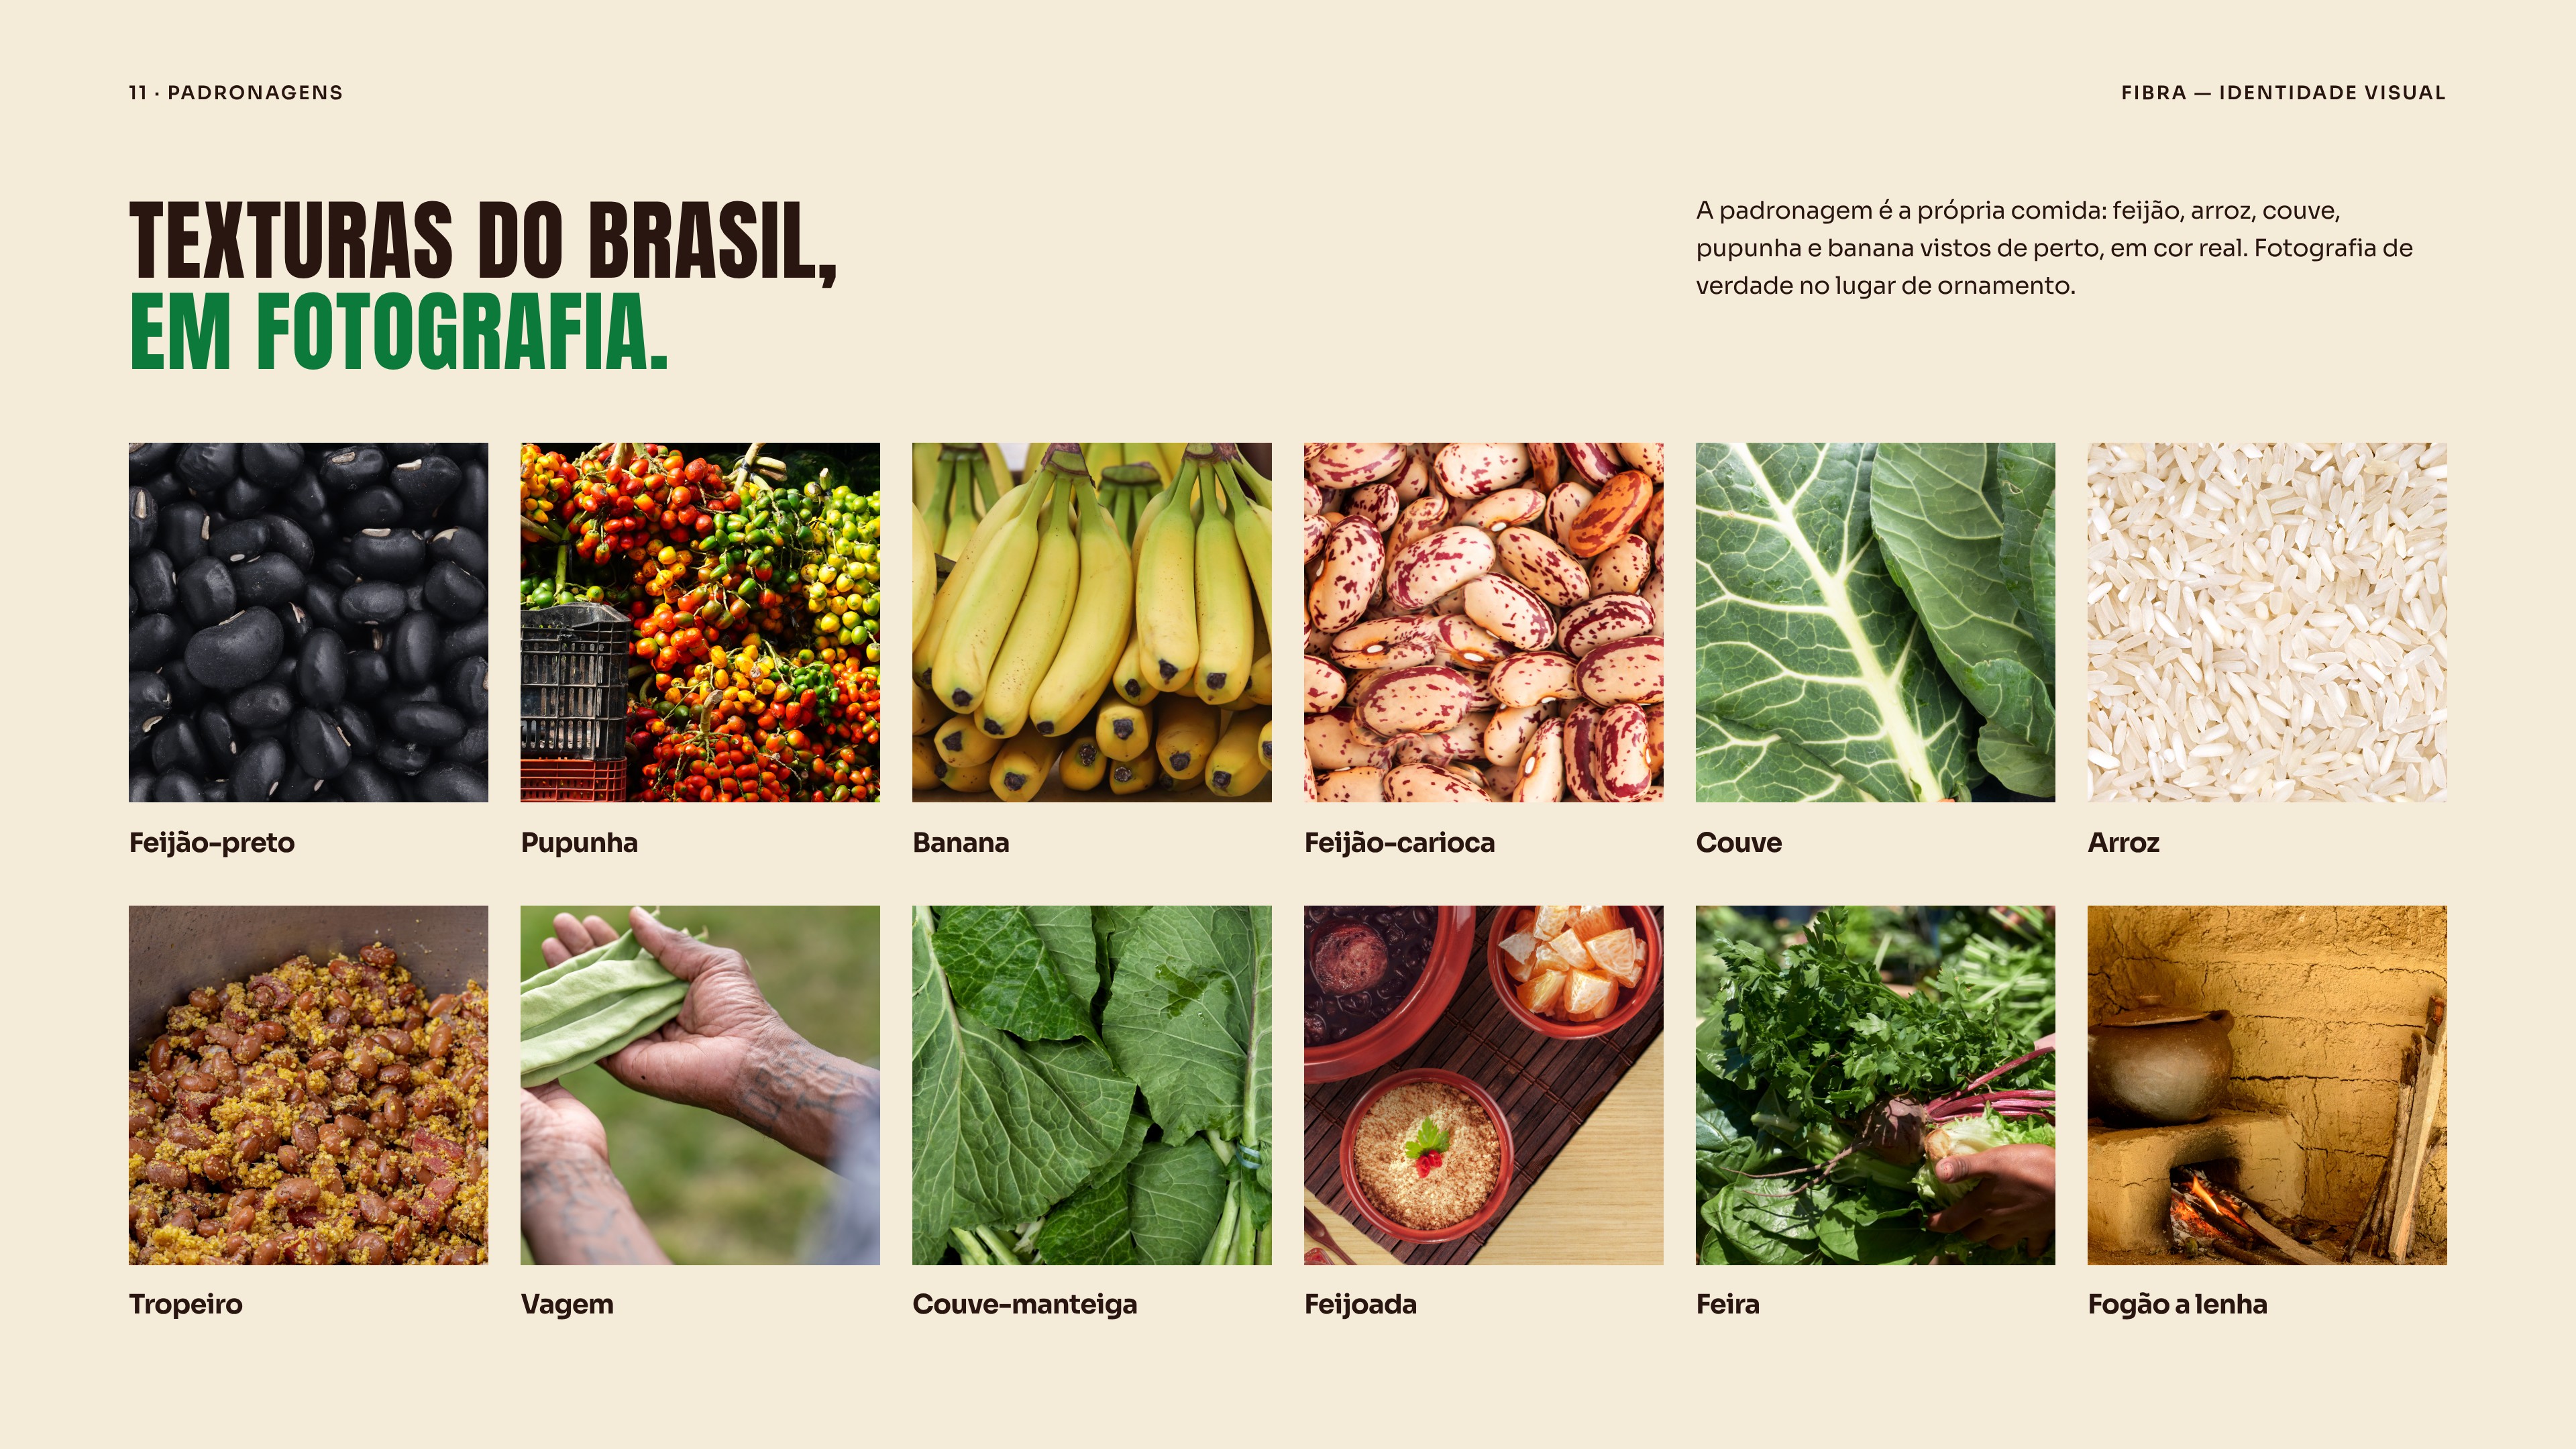 11 · PADRONAGENS
FIBRA — IDENTIDADE VISUAL
TEXTURAS DO BRASIL,
EM FOTOGRAFIA.
A padronagem é a própria comida: feijão, arroz, couve,
pupunha e banana vistos de perto, em cor real. Fotografia de
verdade no lugar de ornamento.
Feijão-preto
Pupunha
Banana
Feijão-carioca
Couve
Arroz
Tropeiro
Vagem
Couve-manteiga
Feijoada
Feira
Fogão a lenha